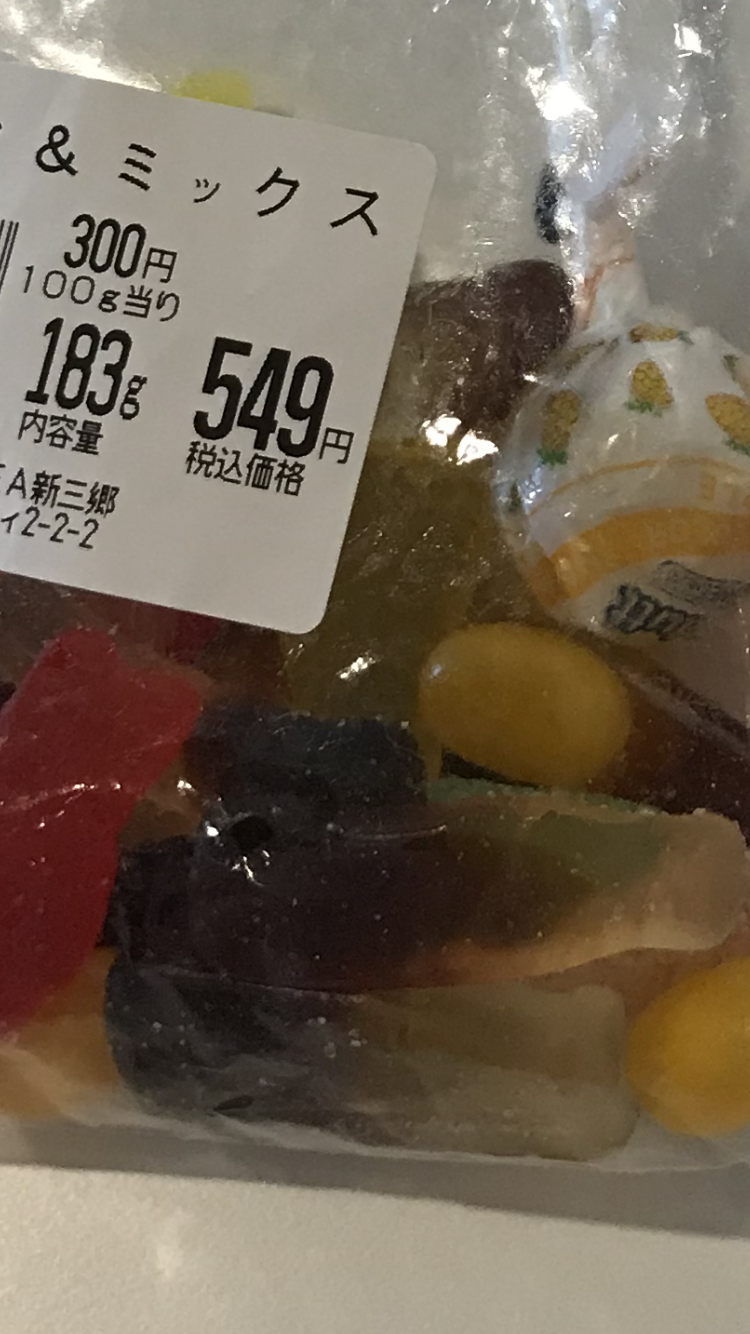 & ミックス
300円
100g当り
183g
内容量
549円
税込価格
A新三郷
ィ2-2-2